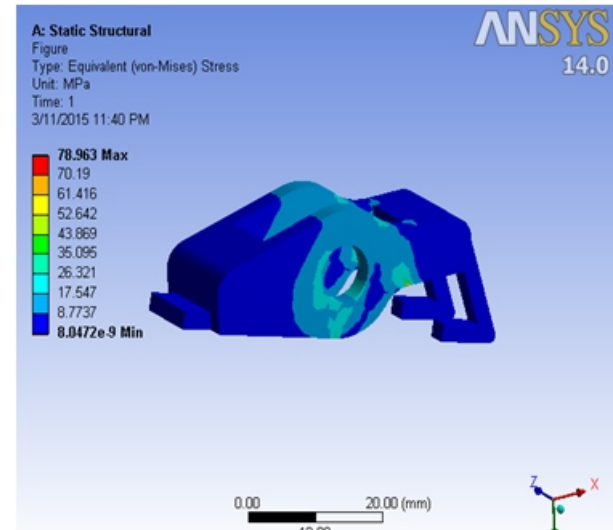 A: Static Structural
Figure
Type: Equivalent (von-Mises) Stress
Unit: MPa
Time: 1
3/11/2015 11:40 PM
ANSYS
14.0
78.963 Max
70.19
61.416
52.642
43.869
35.095
26.321
17.547
8.7737
8.0472e-9 Min
0.00 20.00 (mm)
10.00
Z X